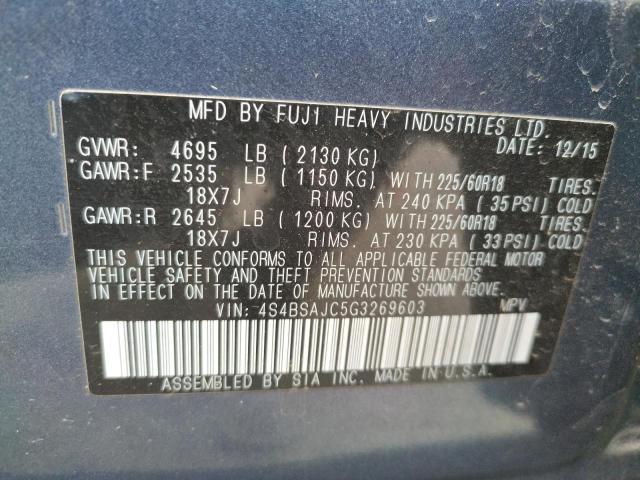 MFD BY FUJI HEAVY INDUSTRIES LTD.
GVWR: 4695 LB (2130 KG) DATE: 12/15
GAWR:F 2535 LB (1150 KG) WITH 225/60R18 TIRES.
18X7J RIMS. AT 240 KPA (35 PSI) COLD
GAWR:R 2645 LB (1200 KG) WITH 225/60R18 TIRES.
18X7J RIMS. AT 230 KPA (33 PSI) COLD
THIS VEHICLE CONFORMS TO ALL APPLICABLE FEDERAL MOTOR
VEHICLE SAFETY AND THEFT PREVENTION STANDARDS
IN EFFECT ON THE DATE OF MANUFACTURE SHOWN ABOVE.
VIN: 4S4BSAJC5G3269603 MPV
ASSEMBLED BY SIA INC. MADE IN U.S.A.